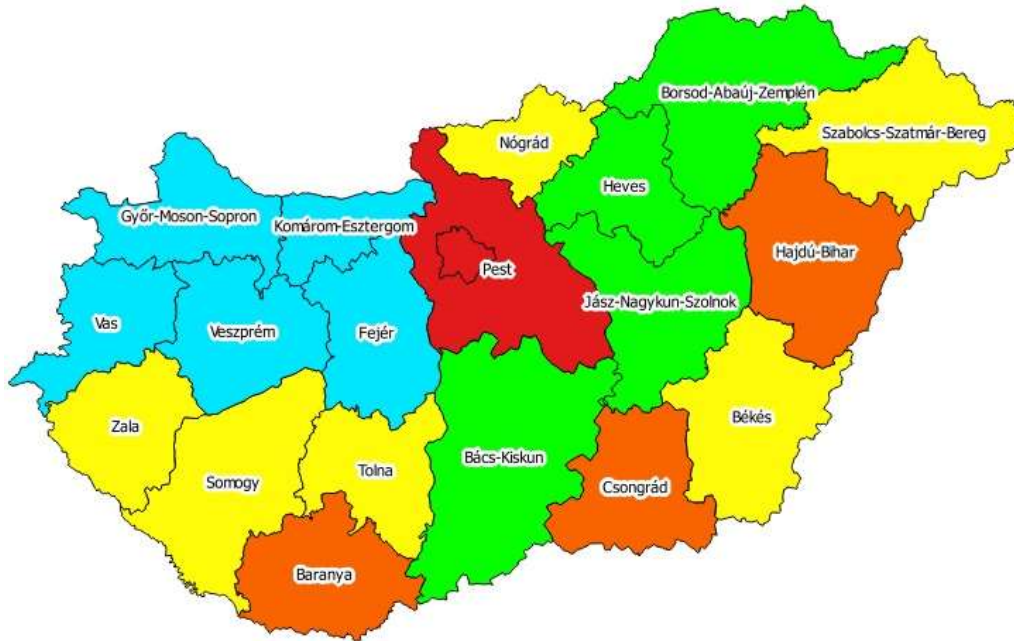 Borsod-Abaúj-Zemplén
Szabolcs-Szatmár-Bereg
Nógrád
Heves
Győr-Moson-Sopron
Komárom-Esztergom
Hajdú-Bihar
Pest
Jász-Nagykun-Szolnok
Vas
Veszprém
Fejér
Zala
Békés
Somogy
Tolna
Bács-Kiskun
Csongrád
Baranya